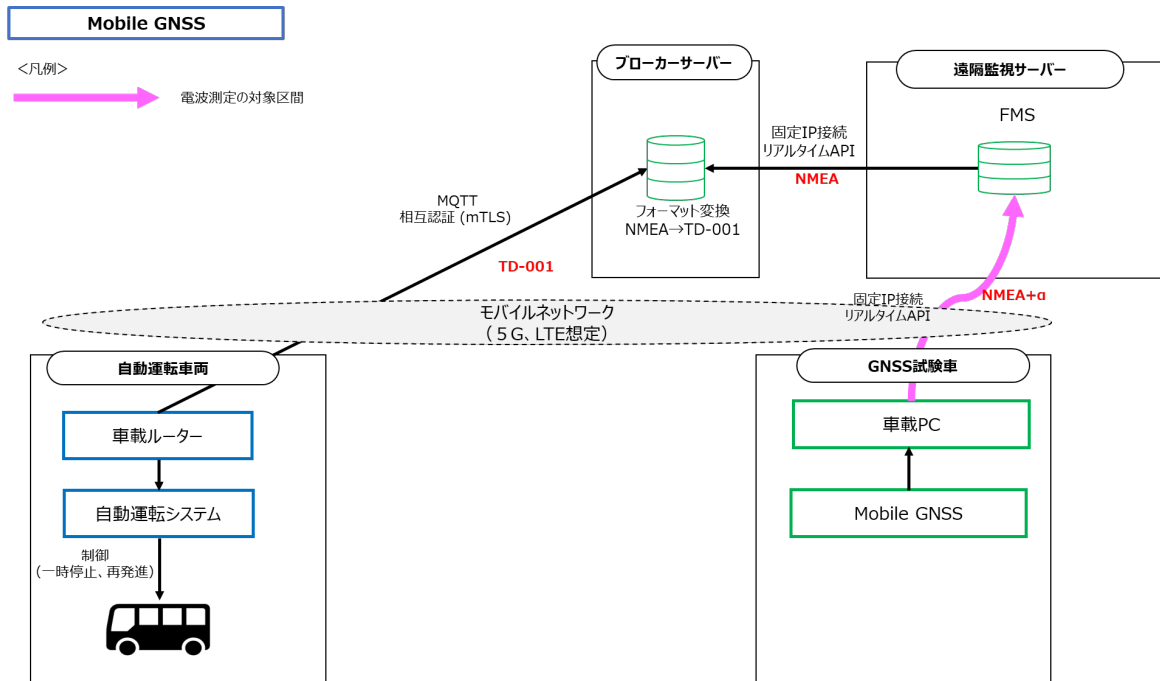 Mobile GNSS
<凡例>
電波測定の対象区間
ブローカーサーバー
遠隔監視サーバー
FMS
固定IP接続
リアルタイムAPI
NMEA
MQTT
相互認証 (mTLS)
フォーマット変換
NMEA→TD-001
TD-001
NMEA+α
固定IP接続
リアルタイムAPI
モバイルネットワーク
(５G、LTE想定)
自動運転車両
GNSS試験車
車載ルーター
車載PC
自動運転システム
Mobile GNSS
制御
(一時停止、再発進)